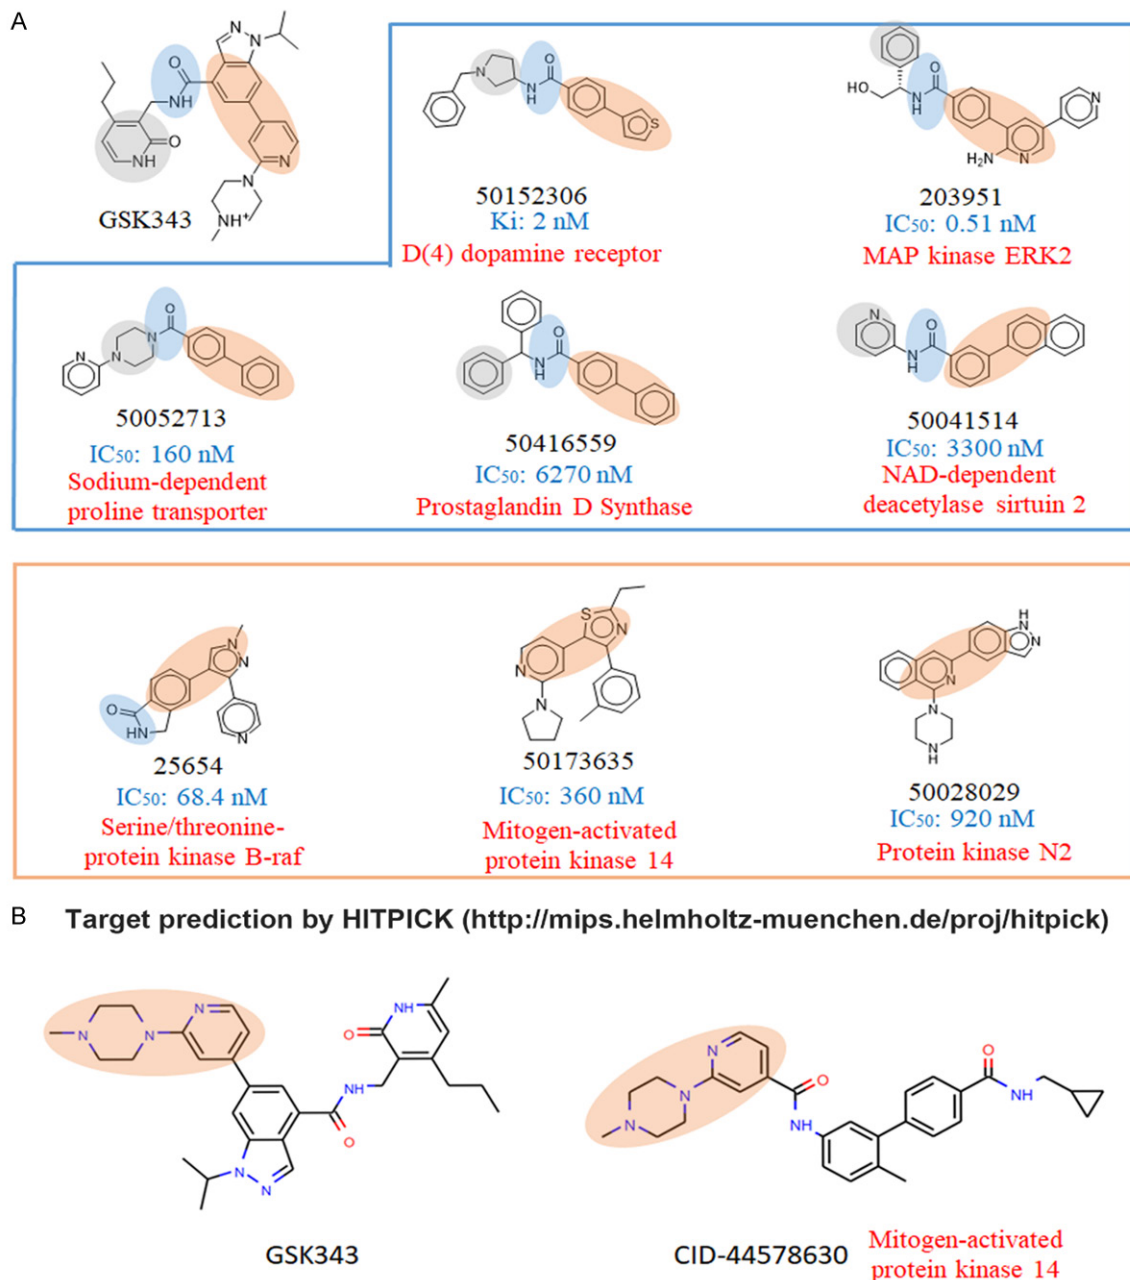 A
GSK343
50152306
Ki: 2 nM
D(4) dopamine receptor
203951
IC50: 0.51 nM
MAP kinase ERK2
50052713
IC50: 160 nM
Sodium-dependent
proline transporter
50416559
IC50: 6270 nM
Prostaglandin D Synthase
50041514
IC50: 3300 nM
NAD-dependent
deacetylase sirtuin 2
25654
IC50: 68.4 nM
Serine/threonine-
protein kinase B-raf
50173635
IC50: 360 nM
Mitogen-activated
protein kinase 14
50028029
IC50: 920 nM
Protein kinase N2
B
Target prediction by HITPICK (http://mips.helmholtz-muenchen.de/proj/hitpick)
GSK343
CID-44578630
Mitogen-activated
protein kinase 14